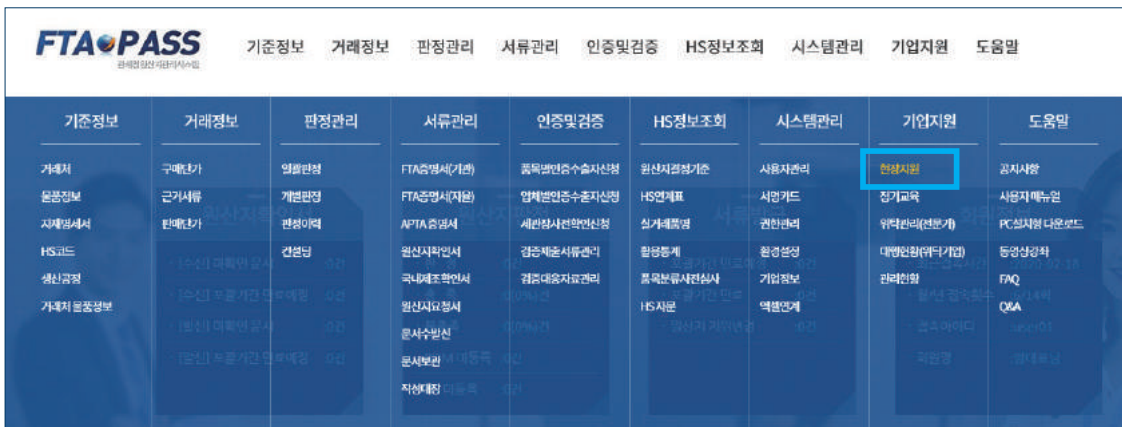 FTA PASS
관세청원산지관리시스템
기준정보 거래정보 판정관리 서류관리 인증및검증 HS정보조회 시스템관리 기업지원 도움말
기준정보 거래정보 판정관리 서류관리 인증및검증 HS정보조회 시스템관리 기업지원 도움말
거래처 구매단가 일괄판정 FTA증명서(기관) 품목별인증수출자신청 원산지결정기준 사용자관리 현장지원 공지사항
물품정보 근거서류 개별판정 FTA증명서(자율) 업체별인증수출자신청 HS연계표 서명카드 정기교육 사용자 메뉴얼
자재명세서 판매단가 판정이력 APTA 증명서 세관장사전확인신청 실거래품명 권한관리 위탁관리(전문가) PC설치형 다운로드
HS코드 컨설팅 원산지확인서 검증제출서류관리 활용통계 환경설정 대행현황(위탁기업) 동영상강좌
생산공정 국내제조확인서 검증대응자료관리 품목분류사전심사 기업정보 관리현황 FAQ
거래처 물품정보 원산지요청서 HS 자문 엑셀연계 Q&A
문서수발신
문서보관
작성대장